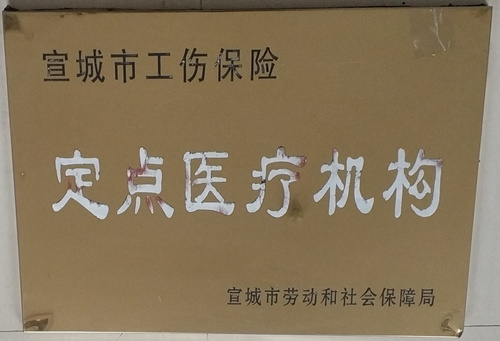 宣城市工伤保险
定点医疗机构
宣城市劳动和社会保障局